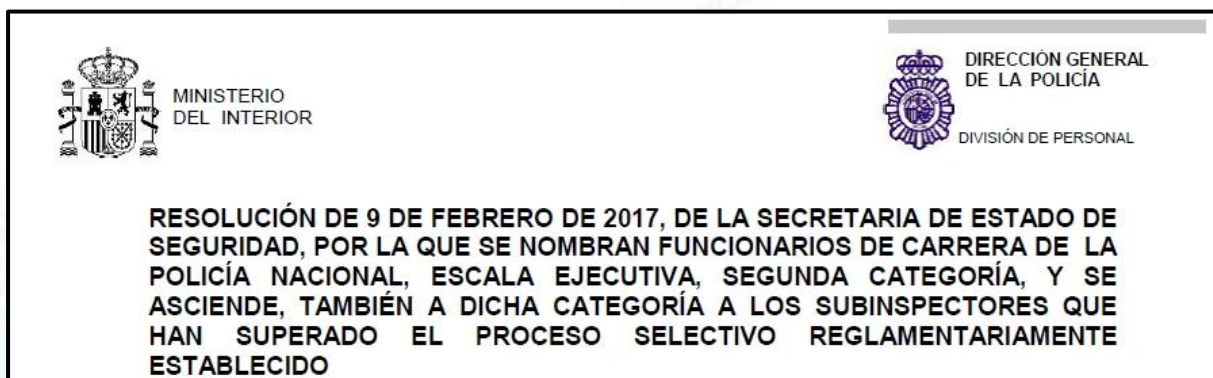 MINISTERIO
DEL INTERIOR
DIRECCIÓN GENERAL
DE LA POLICÍA
DIVISIÓN DE PERSONAL
RESOLUCIÓN DE 9 DE FEBRERO DE 2017, DE LA SECRETARIA DE ESTADO DE
SEGURIDAD, POR LA QUE SE NOMBRAN FUNCIONARIOS DE CARRERA DE LA
POLICÍA NACIONAL, ESCALA EJECUTIVA, SEGUNDA CATEGORÍA, Y SE
ASCIENDE, TAMBIÉN A DICHA CATEGORÍA A LOS SUBINSPECTORES QUE
HAN SUPERADO EL PROCESO SELECTIVO REGLAMENTARIAMENTE
ESTABLECIDO